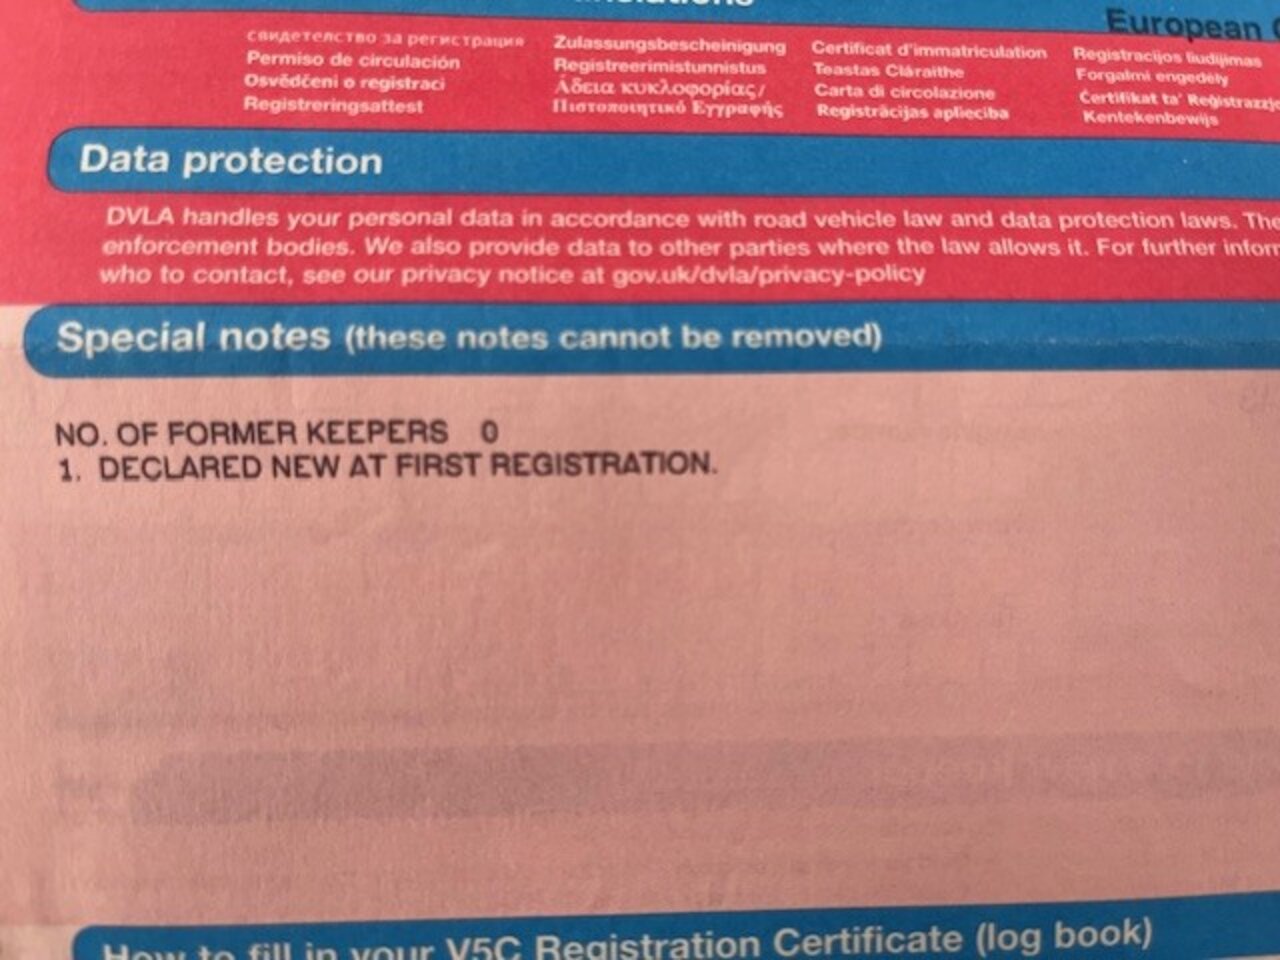 European
свидетелство за регистрация
Permiso de circulación
Osvědčení o registraci
Registreringsattest
Zulassungsbescheinigung
Registreerimistunnistus
Άδεια κυκλοφορίας/
Πιστοποιητικό Εγγραφής
Certificat d'immatriculation
Teastas Cláraithe
Carta di circolazione
Registrācijas apliecība
Registracijos liudijimas
Forgalmi engedély
Ċertifikat ta' Reġistrazzjo
Kentekenbewijs
Data protection
DVLA handles your personal data in accordance with road vehicle law and data protection laws. The
enforcement bodies. We also provide data to other parties where the law allows it. For further inform
who to contact, see our privacy notice at gov.uk/dvla/privacy-policy
Special notes (these notes cannot be removed)
NO. OF FORMER KEEPERS 0
1. DECLARED NEW AT FIRST REGISTRATION.
How to fill in your V5C Registration Certificate (log book)